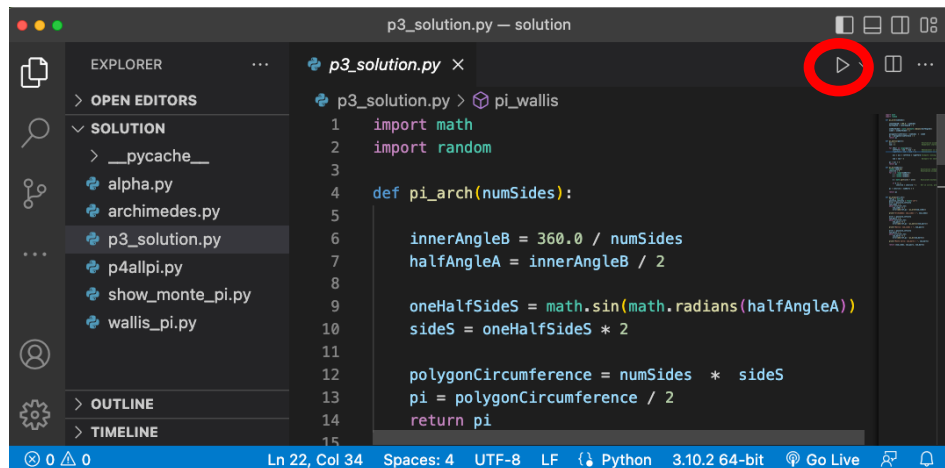 p3_solution.py — solution
EXPLORER ...
> OPEN EDITORS
SOLUTION
> __pycache__
alpha.py
archimedes.py
p3_solution.py
p4allpi.py
show_monte_pi.py
wallis_pi.py
> OUTLINE
> TIMELINE
p3_solution.py ×
p3_solution.py > pi_wallis
1 import math
2 import random
3
4 def pi_arch(numSides):
5
6 innerAngleB = 360.0 / numSides
7 halfAngleA = innerAngleB / 2
8
9 oneHalfSideS = math.sin(math.radians(halfAngleA))
10 sideS = oneHalfSideS * 2
11
12 polygonCircumference = numSides * sideS
13 pi = polygonCircumference / 2
14 return pi
15
0 0 Ln 22, Col 34 Spaces: 4 UTF-8 LF Python 3.10.2 64-bit Go Live